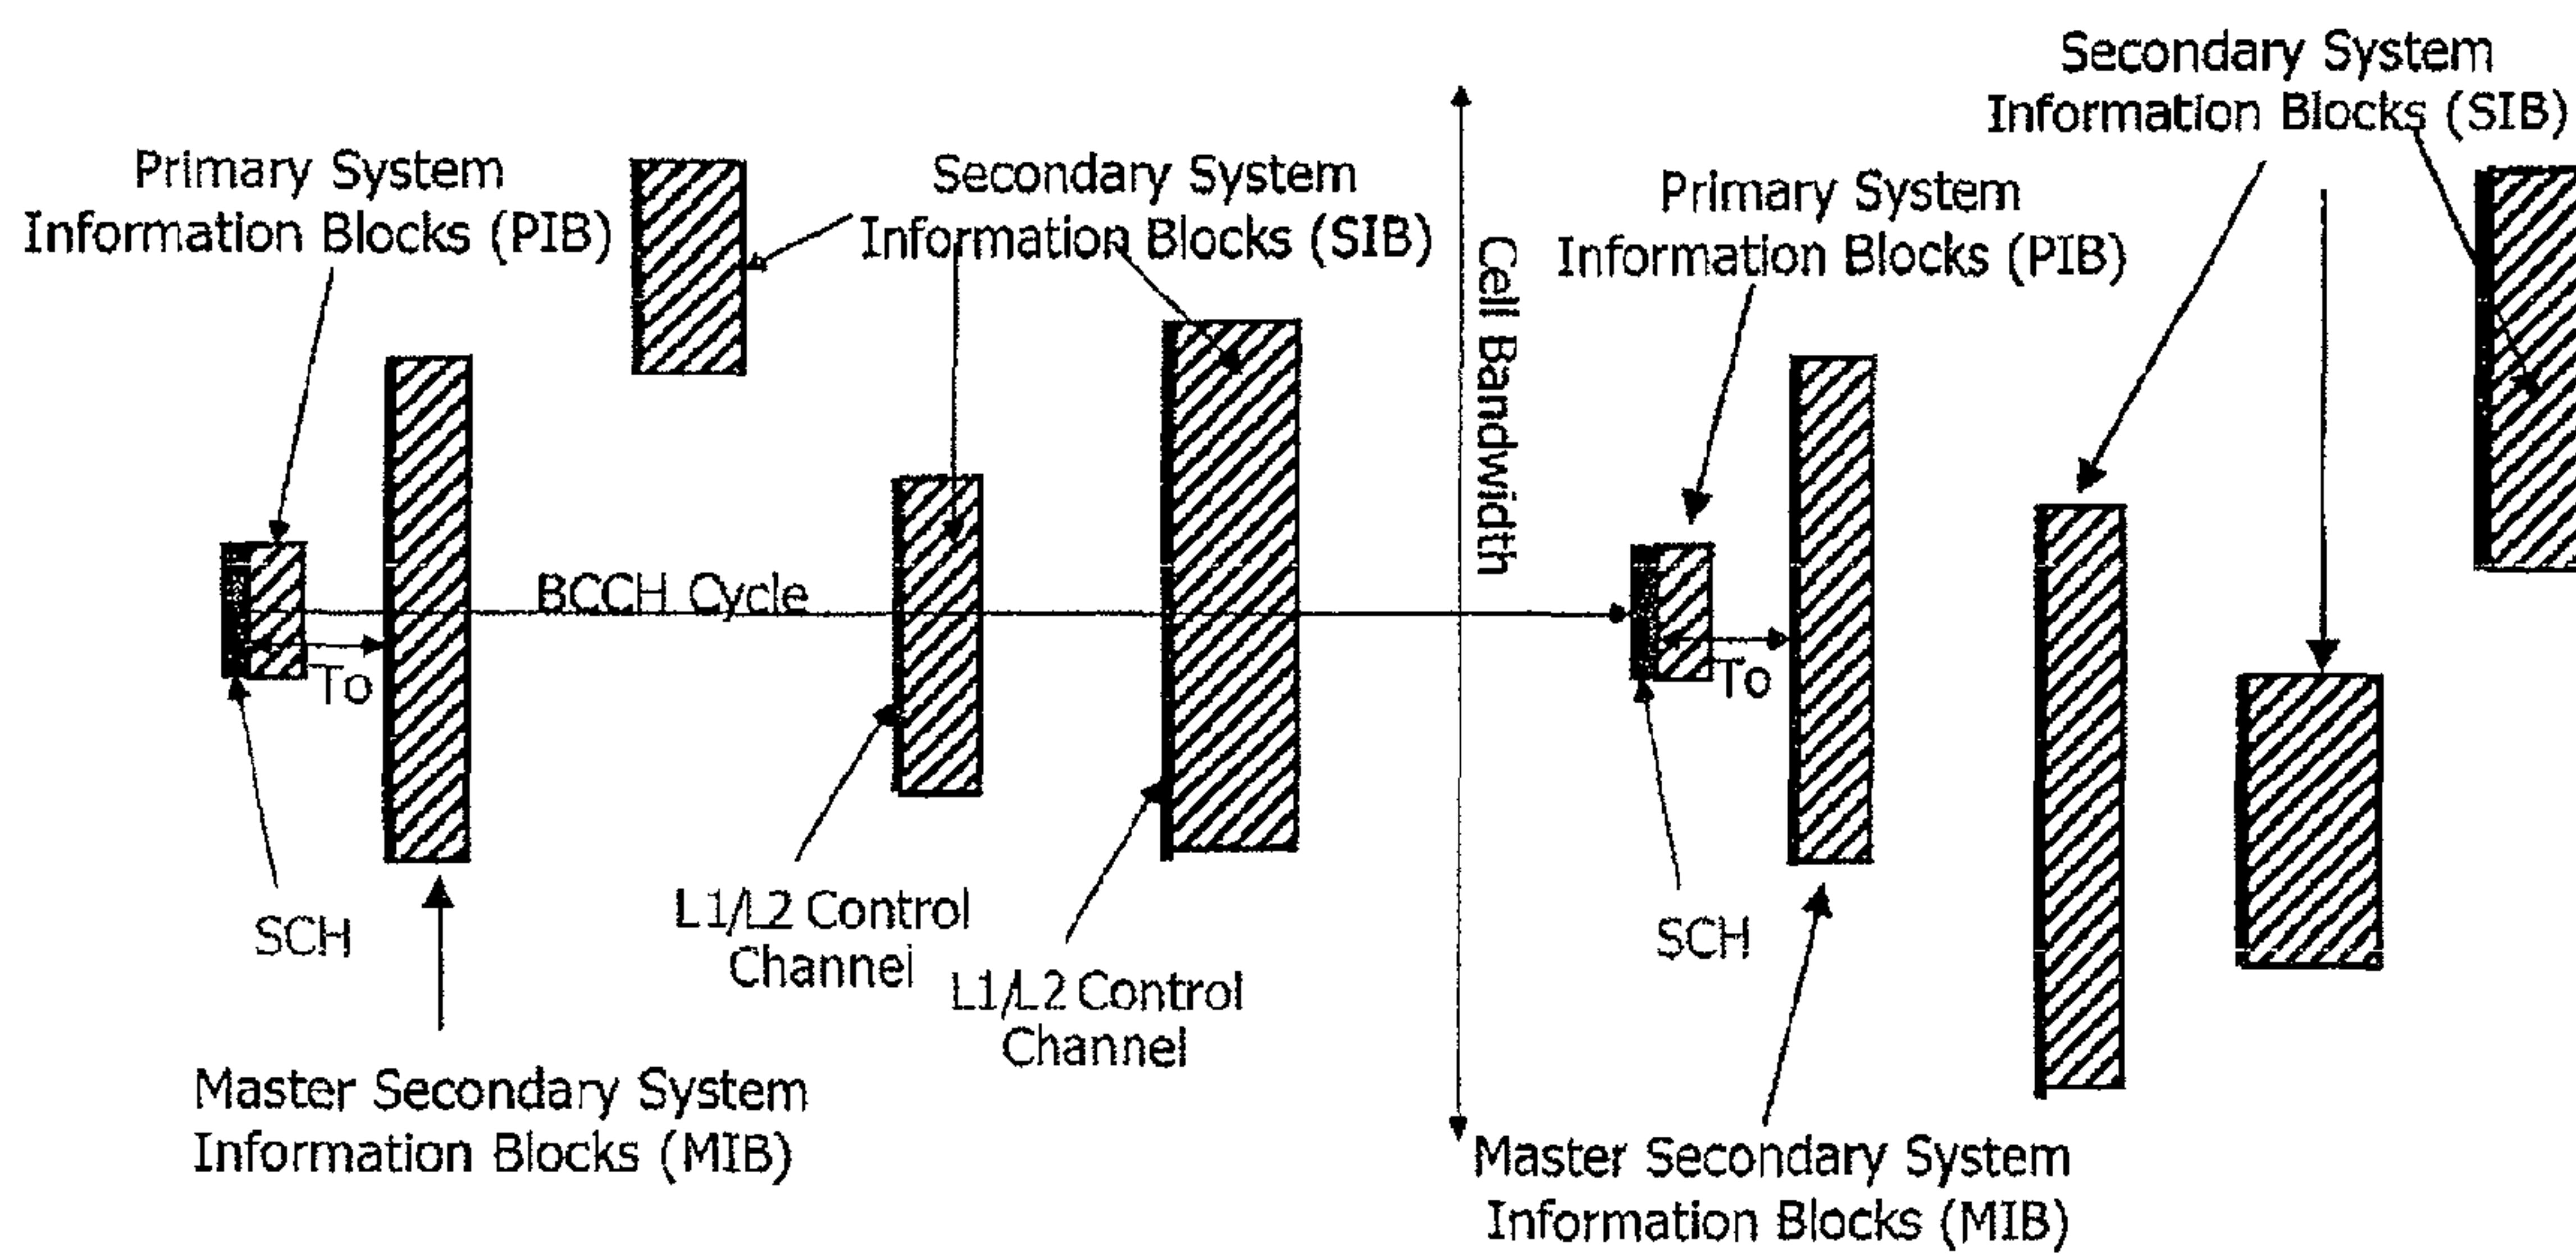 Primary System
Information Blocks (PIB)
Secondary System
Information Blocks (SIB)
Cell Bandwidth
Primary System
Information Blocks (PIB)
Secondary System
Information Blocks (SIB)
BCCH Cycle
To
To
SCH
L1/L2 Control
Channel
L1/L2 Control
Channel
SCH
Master Secondary System
Information Blocks (MIB)
Master Secondary System
Information Blocks (MIB)